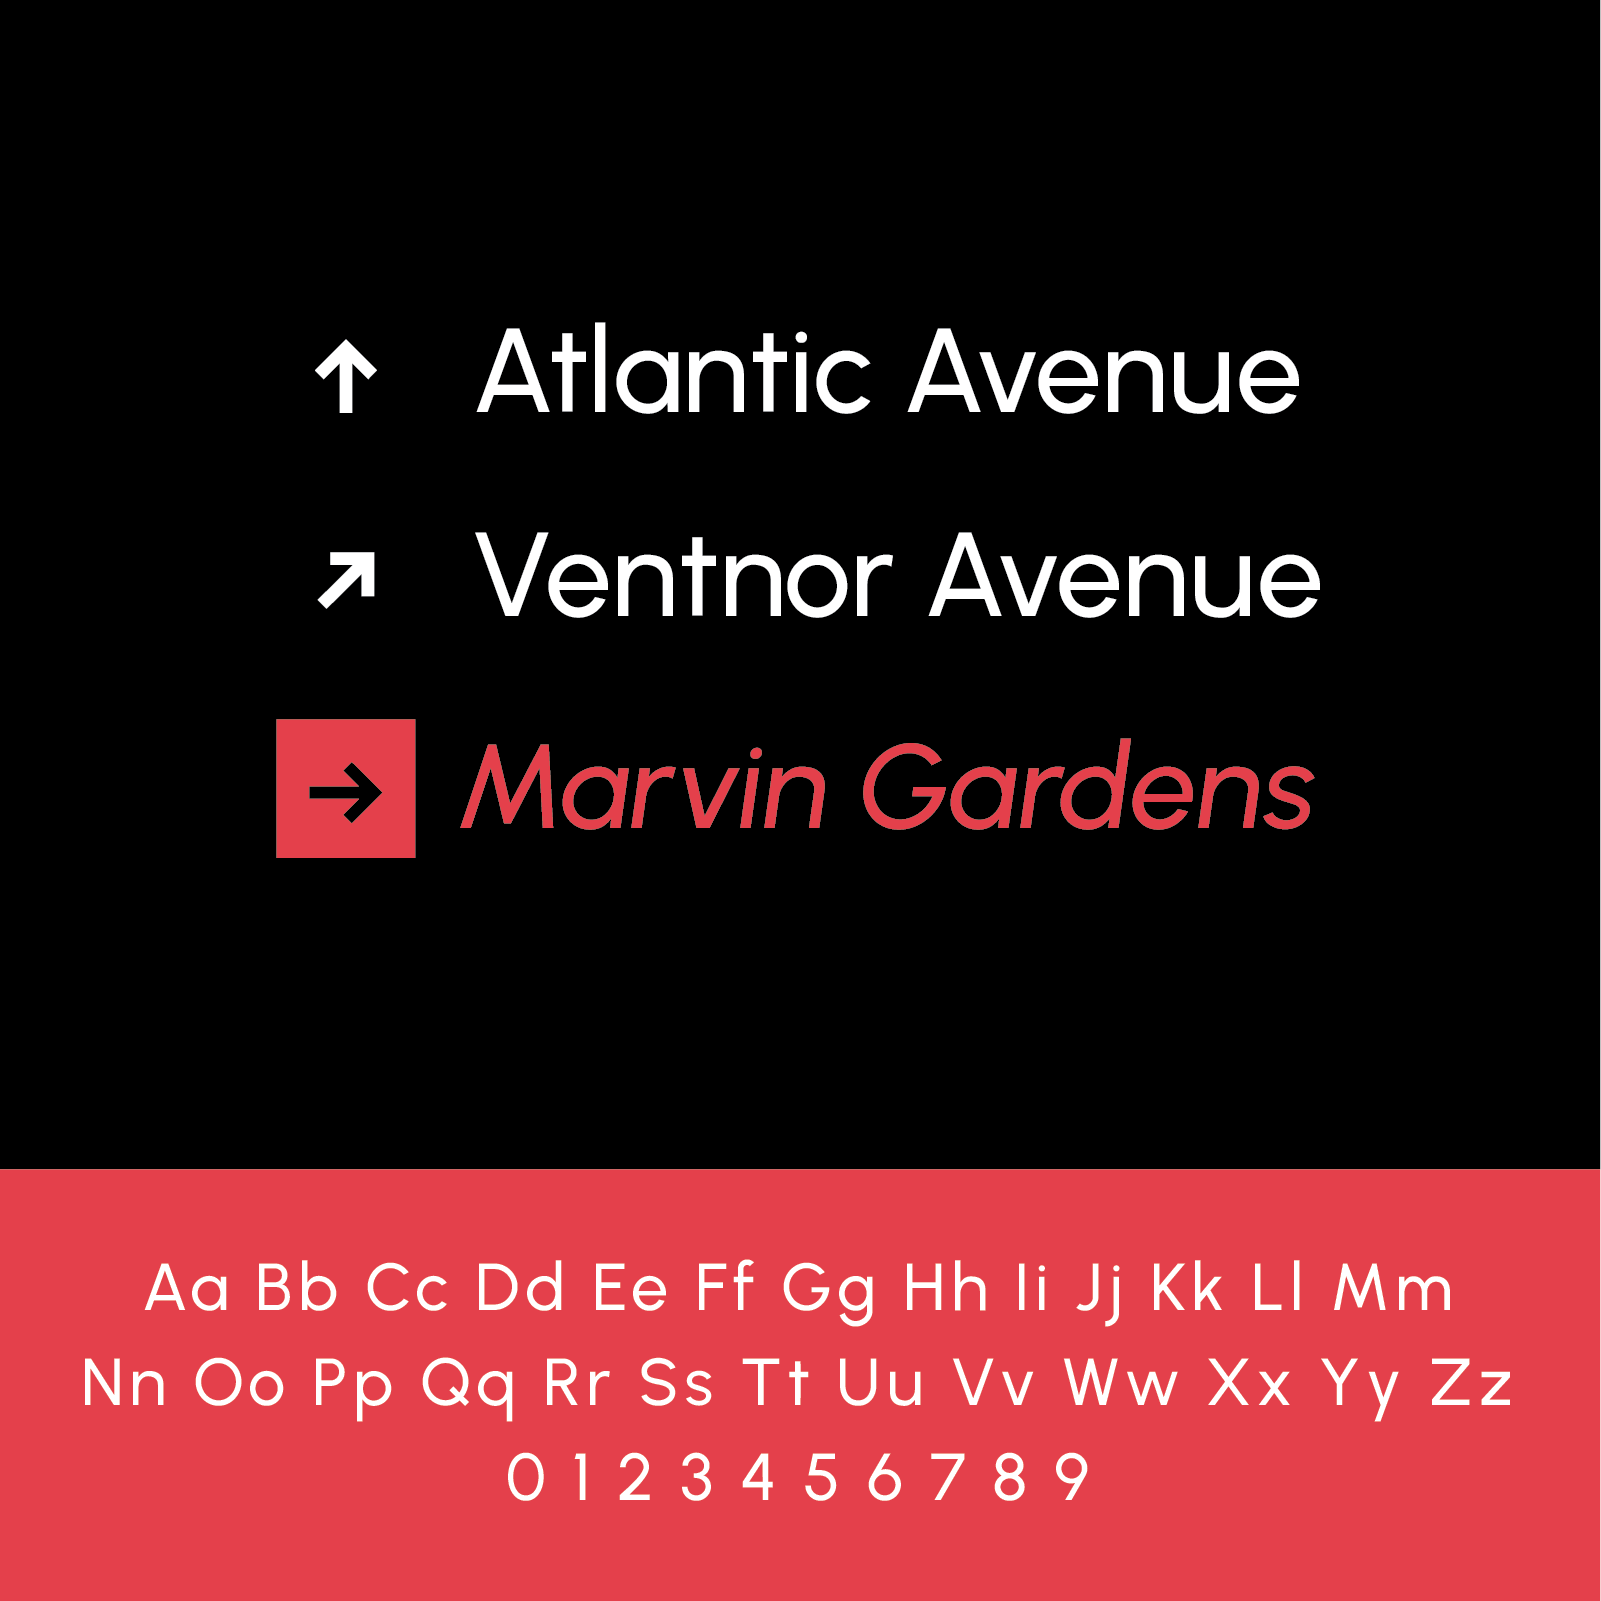 ↑ Atlantic Avenue
↗ Ventnor Avenue
→ Marvin Gardens
Aa Bb Cc Dd Ee Ff Gg Hh Ii Jj Kk Ll Mm
Nn Oo Pp Qq Rr Ss Tt Uu Vv Ww Xx Yy Zz
0 1 2 3 4 5 6 7 8 9